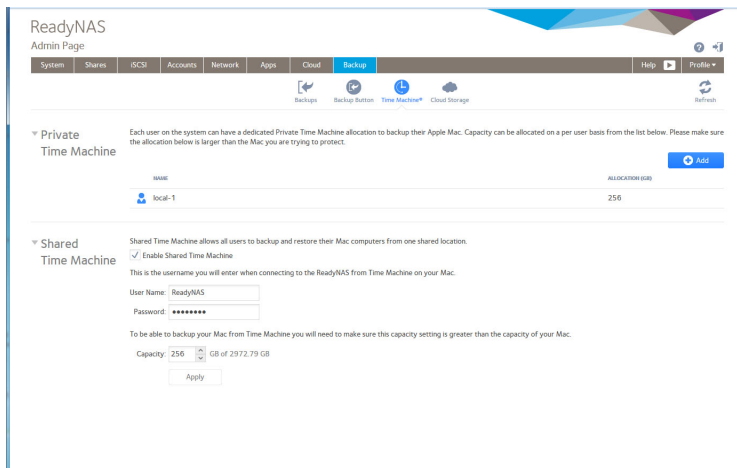 ReadyNAS
Admin Page
System Shares iSCSI Accounts Network Apps Cloud Backup Help Profile
Backups Backup Button Time Machine® Cloud Storage Refresh
Private
Time Machine
Each user on the system can have a dedicated Private Time Machine allocation to backup their Apple Mac. Capacity can be allocated on a per user basis from the list below. Please make sure
the allocation below is larger than the Mac you are trying to protect.
Add
NAME ALLOCATION (GB)
local-1 256
Shared
Time Machine
Shared Time Machine allows all users to backup and restore their Mac computers from one shared location.
Enable Shared Time Machine
This is the username you will enter when connecting to the ReadyNAS from Time Machine on your Mac.
User Name: ReadyNAS
Password: ●●●●●●●●
To be able to backup your Mac from Time Machine you will need to make sure this capacity setting is greater than the capacity of your Mac.
Capacity: 256 GB of 2972.79 GB
Apply